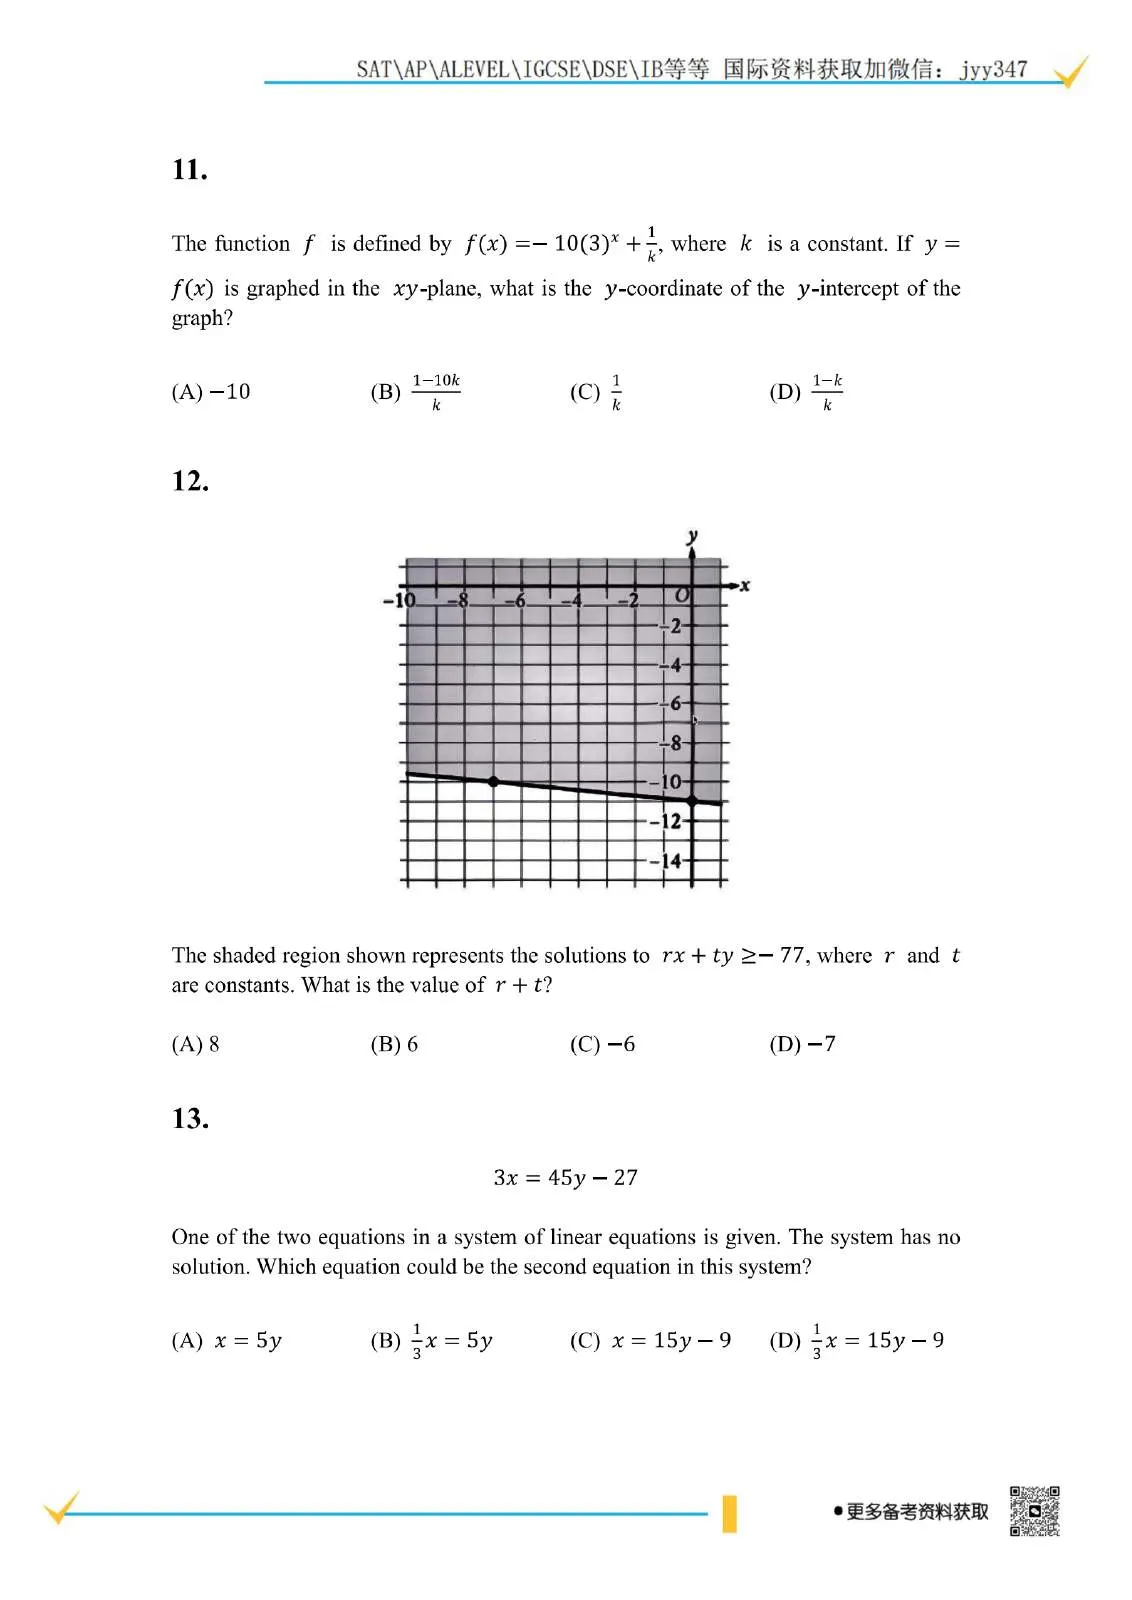 SAT\AP\ALEVEL\IGCSE\DSE\IB等等 国际资料获取加微信：jyy347
11.
The function f is defined by f(x) =− 10(3)^x + 1/k, where k is a constant. If y =
f(x) is graphed in the xy-plane, what is the y-coordinate of the y-intercept of the
graph?
(A) −10 (B) (1−10k)/k (C) 1/k (D) (1−k)/k
12.
y
x
−10 −8 −6 −4 −2 O
−2
−4
−6
−8
−10
−12
−14
The shaded region shown represents the solutions to rx + ty ≥− 77, where r and t
are constants. What is the value of r + t?
(A) 8 (B) 6 (C) −6 (D) −7
13.
3x = 45y − 27
One of the two equations in a system of linear equations is given. The system has no
solution. Which equation could be the second equation in this system?
(A) x = 5y (B) 1/3 x = 5y (C) x = 15y − 9 (D) 1/3 x = 15y − 9
•更多备考资料获取